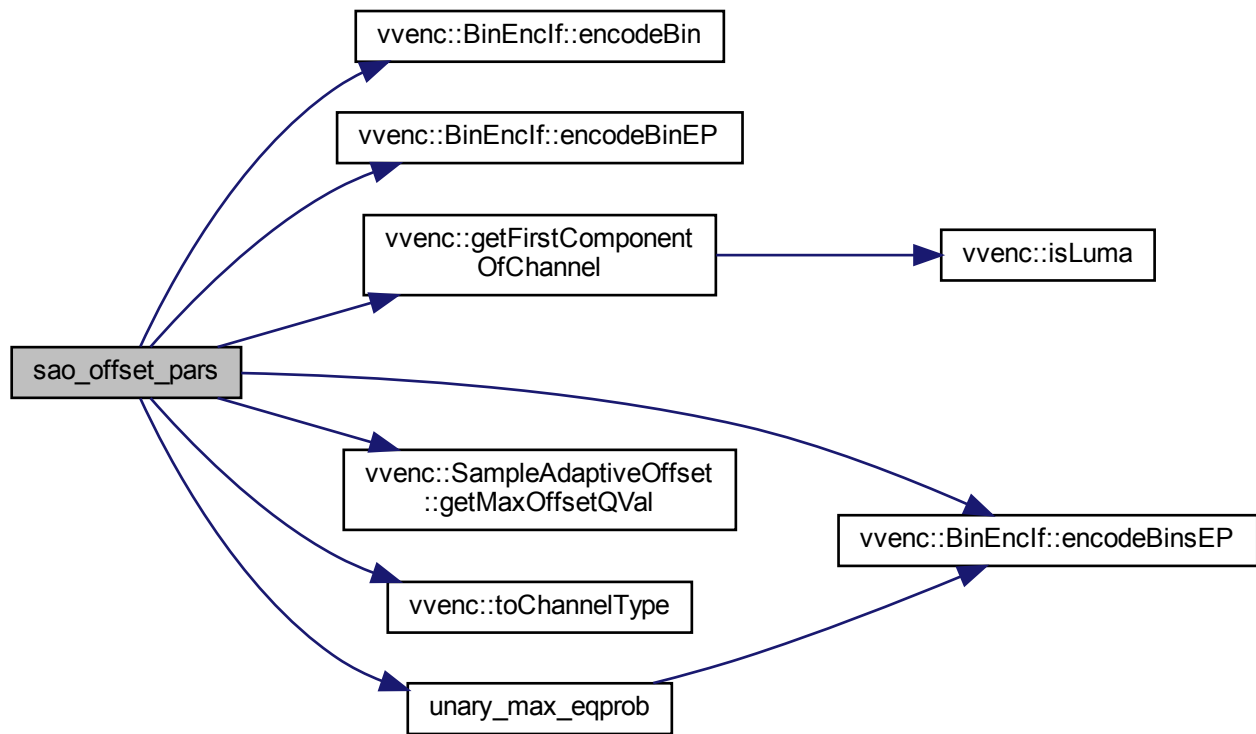 vvenc::BinEncIf::encodeBin
vvenc::BinEncIf::encodeBinEP
vvenc::getFirstComponent
OfChannel
vvenc::isLuma
sao_offset_pars
vvenc::SampleAdaptiveOffset
::getMaxOffsetQVal
vvenc::BinEncIf::encodeBinsEP
vvenc::toChannelType
unary_max_eqprob